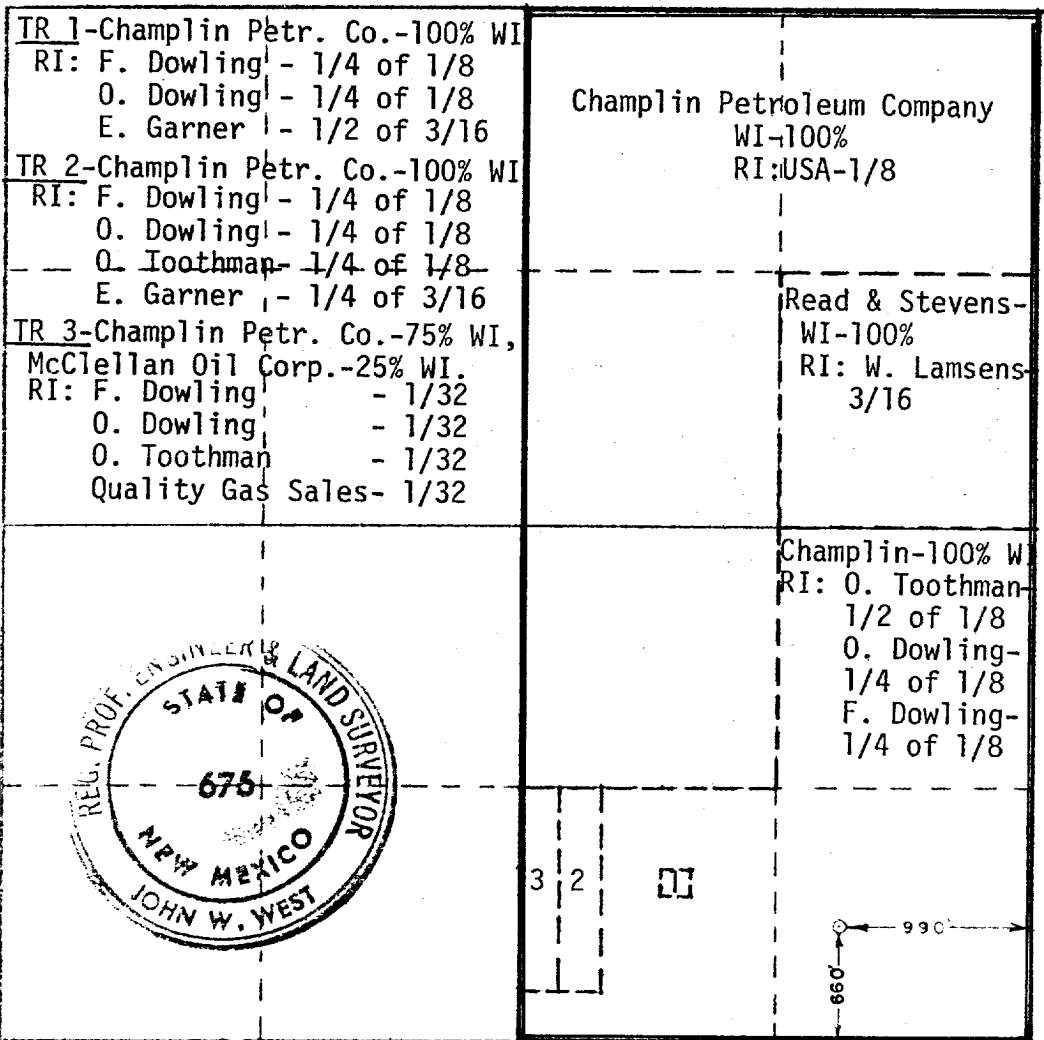 TR 1-Champlin Petr. Co.-100% WI
RI: F. Dowling - 1/4 of 1/8
O. Dowling - 1/4 of 1/8
E. Garner - 1/2 of 3/16
TR 2-Champlin Petr. Co.-100% WI
RI: F. Dowling - 1/4 of 1/8
O. Dowling - 1/4 of 1/8
O. Toothman- 1/4 of 1/8
E. Garner - 1/4 of 3/16
TR 3-Champlin Petr. Co.-75% WI,
McClellan Oil Corp.-25% WI.
RI: F. Dowling - 1/32
O. Dowling - 1/32
O. Toothman - 1/32
Quality Gas Sales- 1/32
Champlin Petroleum Company
WI-100%
RI:USA-1/8
Read & Stevens-
WI-100%
RI: W. Lamsens-
3/16
Champlin-100% WI
RI: O. Toothman-
1/2 of 1/8
O. Dowling-
1/4 of 1/8
F. Dowling-
1/4 of 1/8
REG. PROF. ENGINEER & LAND SURVEYOR
STATE OF
676
NEW MEXICO
JOHN W. WEST
3 2
990'
660'